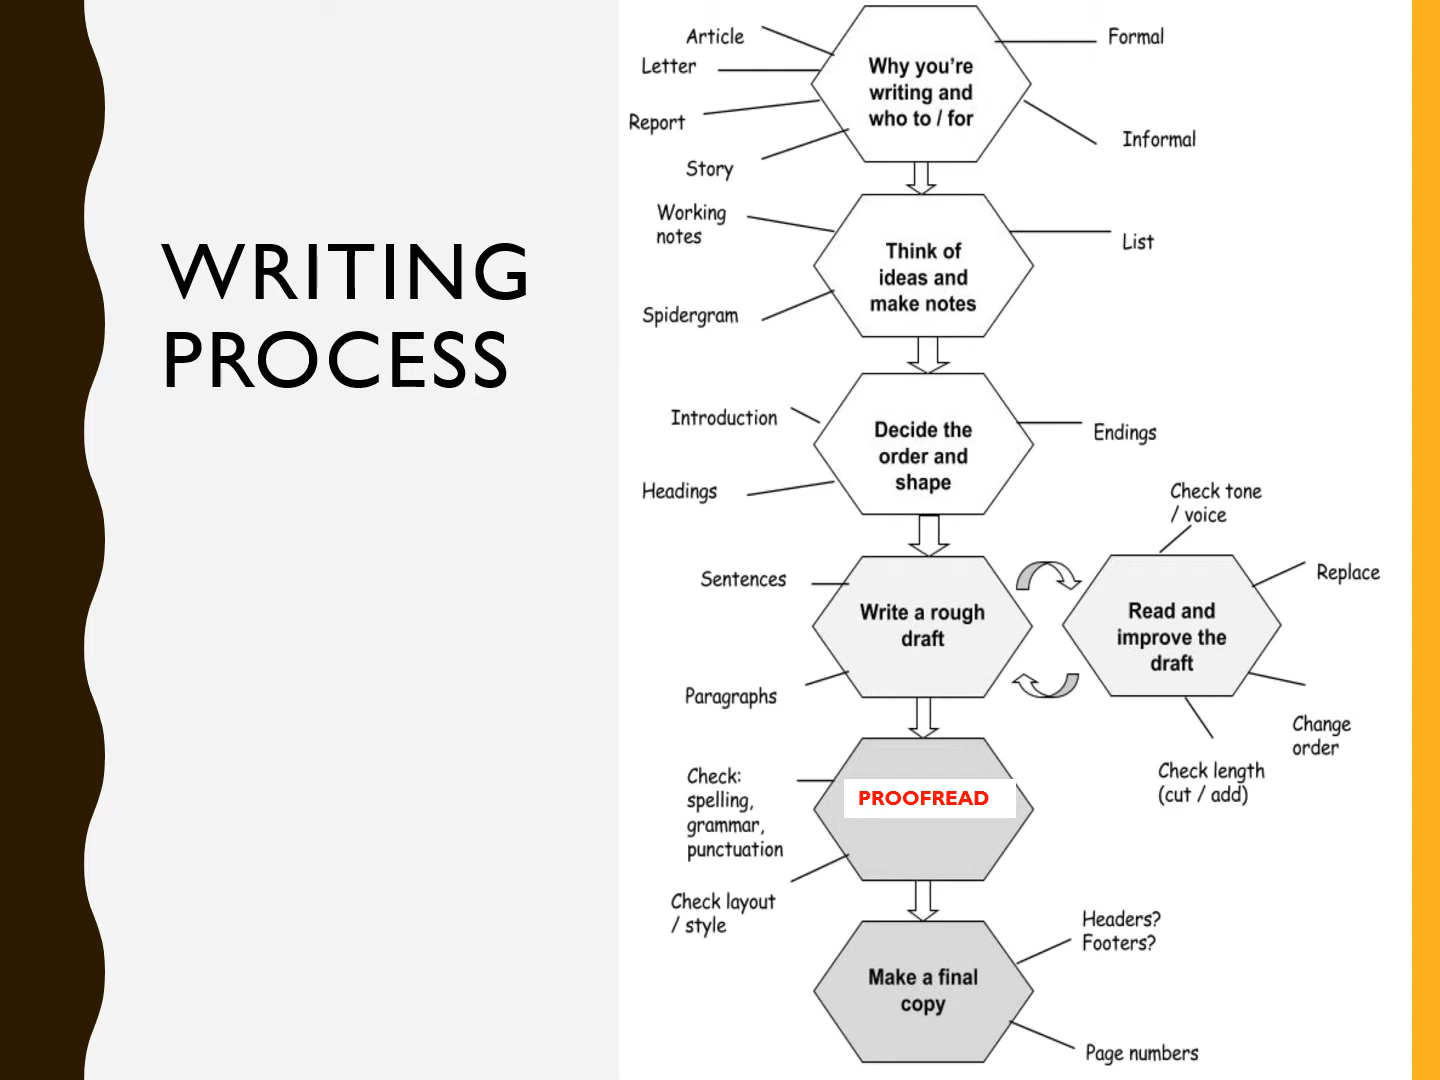 WRITING
PROCESS
Article
Letter
Report
Story
Why you're
writing and
who to / for
Formal
Informal
Working
notes
Spidergram
Think of
ideas and
make notes
List
Introduction
Headings
Decide the
order and
shape
Endings
Sentences
Paragraphs
Write a rough
draft
Check tone
/ voice
Replace
Read and
improve the
draft
Change
order
Check length
(cut / add)
Check:
spelling,
grammar,
punctuation
Check layout
/ style
PROOFREAD
Make a final
copy
Headers?
Footers?
Page numbers